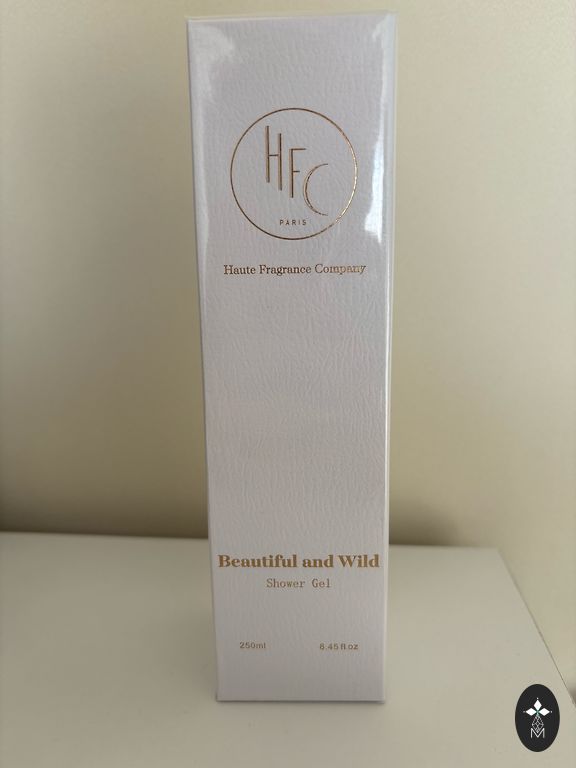 HFC
PARIS
Haute Fragrance Company
Beautiful and Wild
Shower Gel
250ml 8.45 fl.oz
M